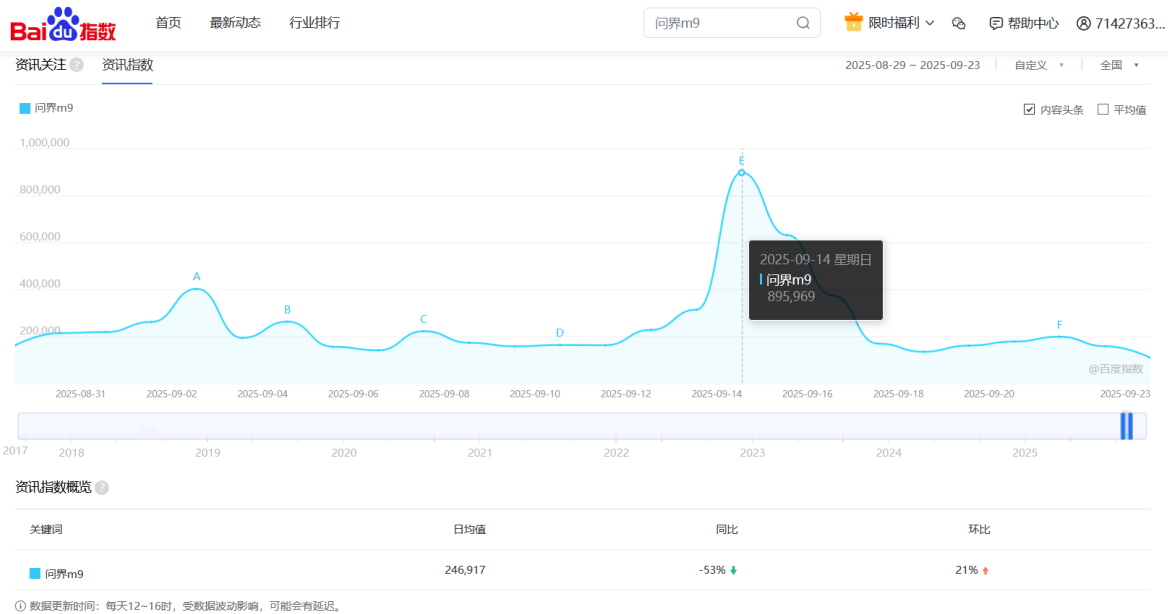 Bai du 指数 首页 最新动态 行业排行 问界m9 限时福利 帮助中心 71427363...
资讯关注 ? 资讯指数 2025-08-29 ~ 2025-09-23 自定义 全国
问界m9 内容头条 平均值
1,000,000
800,000
600,000
400,000
200,000
A
B
C
D
E
F
2025-09-14 星期日
问界m9
895,969
@百度指数
2025-08-31 2025-09-02 2025-09-04 2025-09-06 2025-09-08 2025-09-10 2025-09-12 2025-09-14 2025-09-16 2025-09-18 2025-09-20 2025-09-23
2017 2018 2019 2020 2021 2022 2023 2024 2025
资讯指数概览 ?
关键词 日均值 同比 环比
问界m9 246,917 -53% 21%
数据更新时间：每天12~16时，受数据波动影响，可能会有延迟。